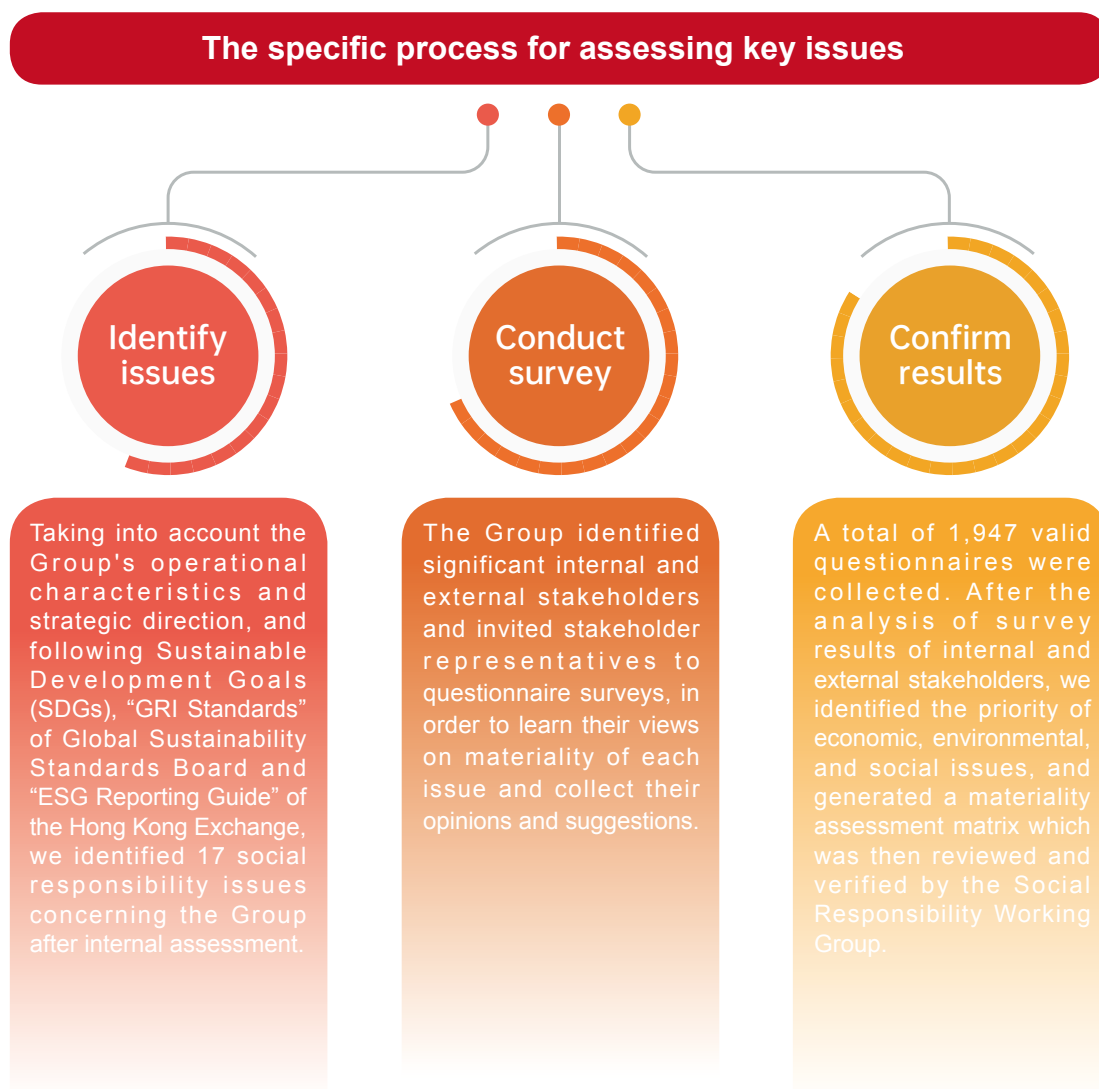 The specific process for assessing key issues
Identify
issues
Conduct
survey
Confirm
results
Taking into account the
Group's operational
characteristics and
strategic direction, and
following Sustainable
Development Goals
(SDGs), “GRI Standards”
of Global Sustainability
Standards Board and
“ESG Reporting Guide” of
the Hong Kong Exchange,
we identified 17 social
responsibility issues
concerning the Group
after internal assessment.
The Group identified
significant internal and
external stakeholders
and invited stakeholder
representatives to
questionnaire surveys, in
order to learn their views
on materiality of each
issue and collect their
opinions and suggestions.
A total of 1,947 valid
questionnaires were
collected. After the
analysis of survey
results of internal and
external stakeholders, we
identified the priority of
economic, environmental,
and social issues, and
generated a materiality
assessment matrix which
was then reviewed and
verified by the Social
Responsibility Working
Group.